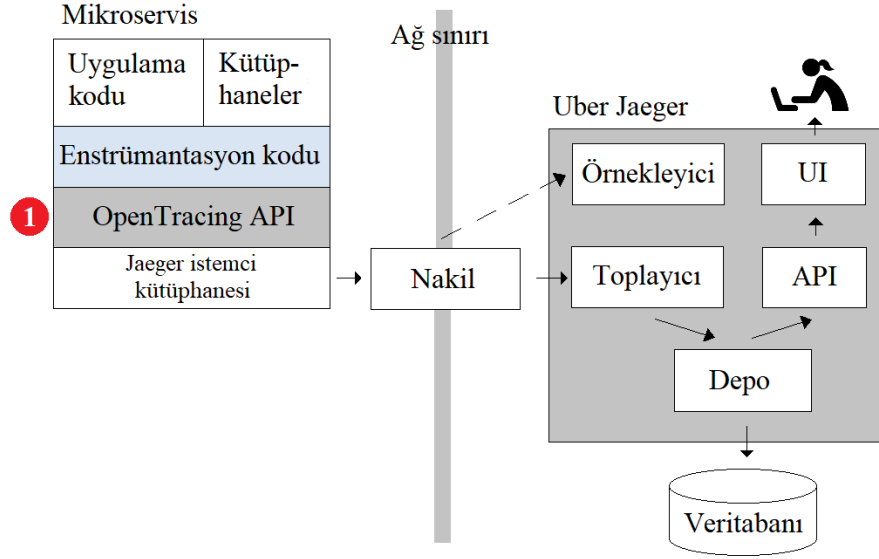 Mikroservis
Uygulama
kodu
Kütüp-
haneler
Enstrümantasyon kodu
1
OpenTracing API
Jaeger istemci
kütüphanesi
Ağ sınırı
Nakil
Uber Jaeger
Örnekleyici
UI
Toplayıcı
API
Depo
Veritabanı